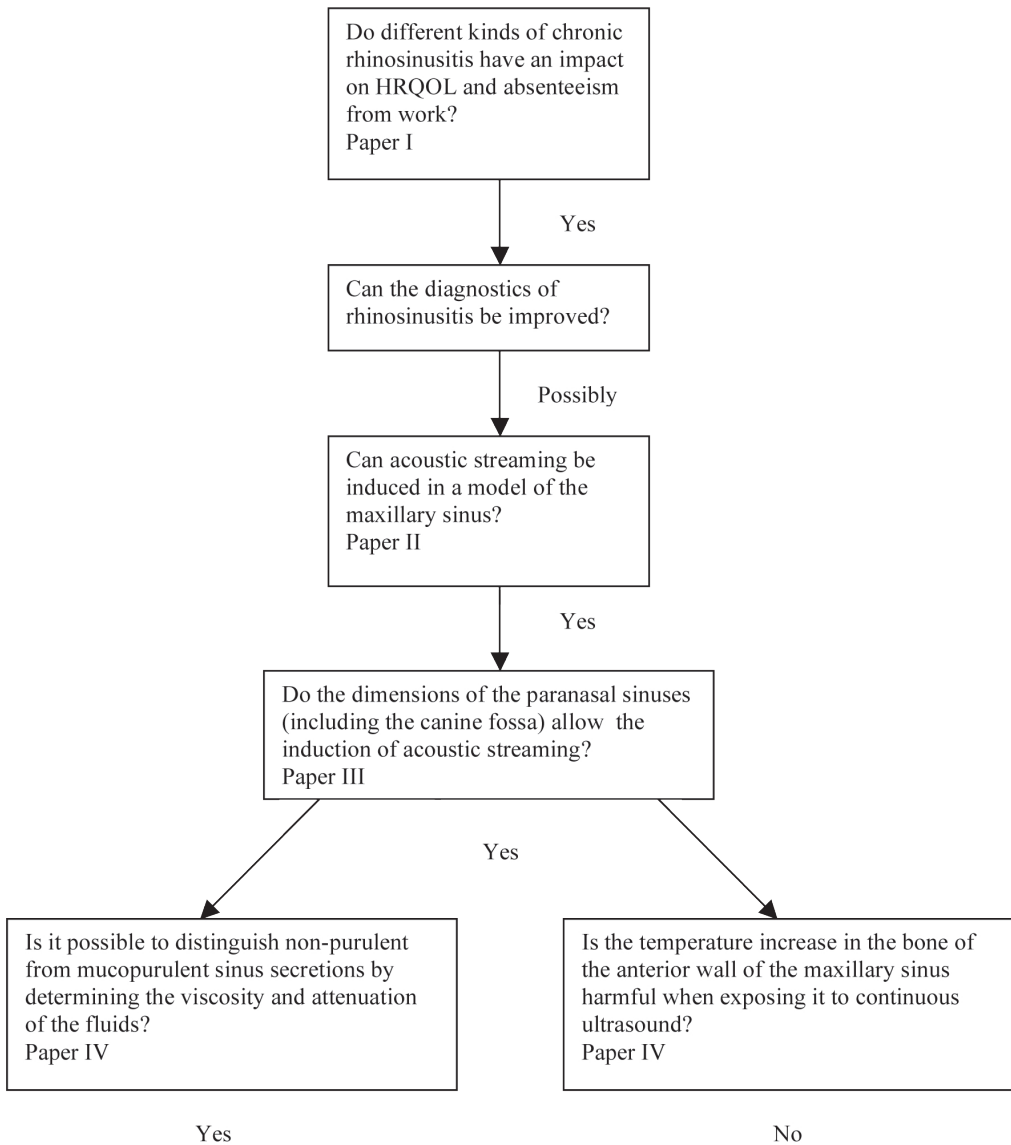 Do different kinds of chronic
rhinosinusitis have an impact
on HRQOL and absenteeism
from work?
Paper I
Yes
Can the diagnostics of
rhinosinusitis be improved?
Possibly
Can acoustic streaming be
induced in a model of the
maxillary sinus?
Paper II
Yes
Do the dimensions of the paranasal sinuses
(including the canine fossa) allow the
induction of acoustic streaming?
Paper III
Yes
Is it possible to distinguish non-purulent
from mucopurulent sinus secretions by
determining the viscosity and attenuation
of the fluids?
Paper IV
Yes
Is the temperature increase in the bone of
the anterior wall of the maxillary sinus
harmful when exposing it to continuous
ultrasound?
Paper IV
No